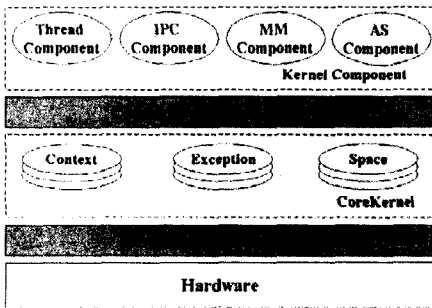 Thread IPC MM AS
Component Component Component Component
Kernel Component
Context Exception Space
CoreKernel
Hardware